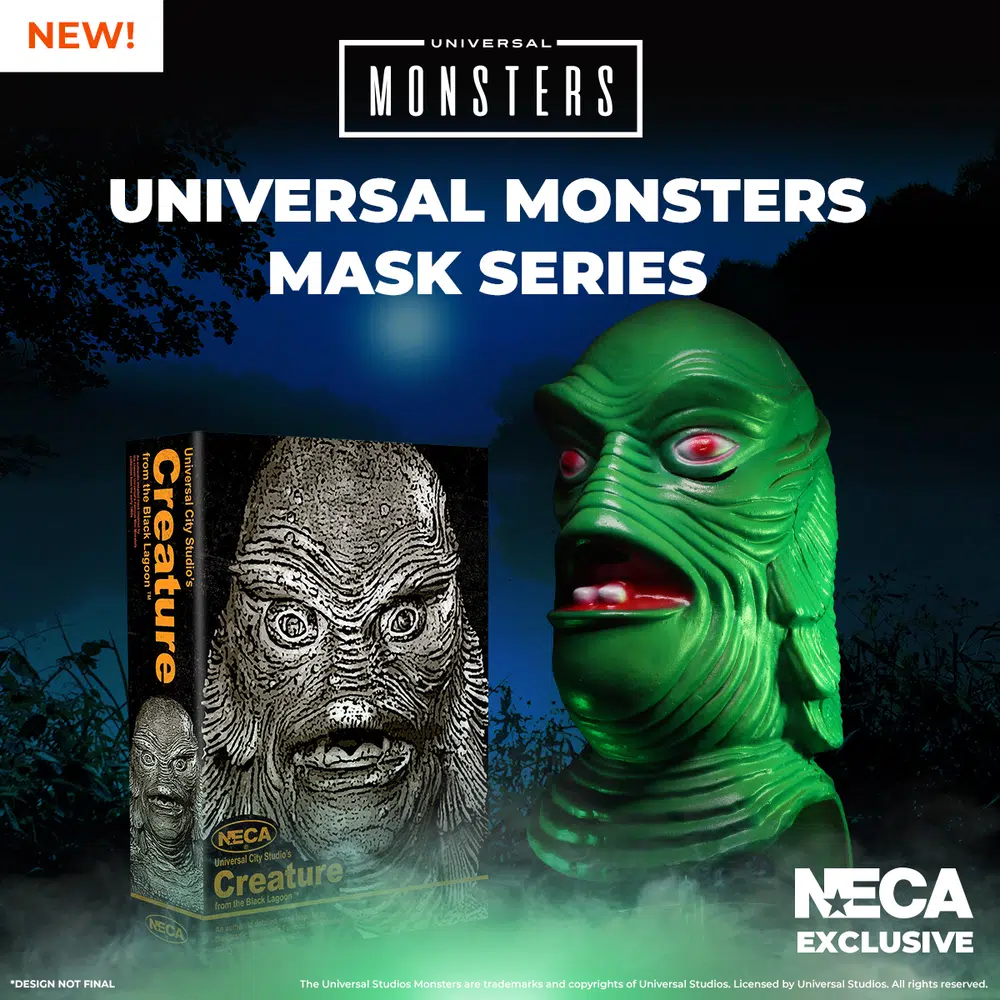 NEW!
UNIVERSAL
MONSTERS
UNIVERSAL MONSTERS
MASK SERIES
Universal City Studio's
Creature
from the Black Lagoon ™
NECA
Universal City Studio's
Creature
from the Black Lagoon
NECA
NECA
EXCLUSIVE
*DESIGN NOT FINAL
The Universal Studios Monsters are trademarks and copyrights of Universal Studios. Licensed by Universal Studios. All rights reserved.